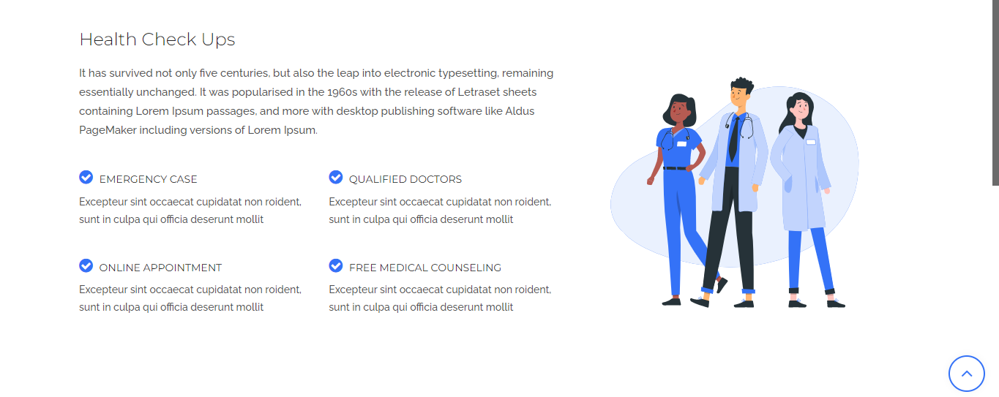 Health Check Ups
It has survived not only five centuries, but also the leap into electronic typesetting, remaining
essentially unchanged. It was popularised in the 1960s with the release of Letraset sheets
containing Lorem Ipsum passages, and more with desktop publishing software like Aldus
PageMaker including versions of Lorem Ipsum.
EMERGENCY CASE
Excepteur sint occaecat cupidatat non roident,
sunt in culpa qui officia deserunt mollit
QUALIFIED DOCTORS
Excepteur sint occaecat cupidatat non roident,
sunt in culpa qui officia deserunt mollit
ONLINE APPOINTMENT
Excepteur sint occaecat cupidatat non roident,
sunt in culpa qui officia deserunt mollit
FREE MEDICAL COUNSELING
Excepteur sint occaecat cupidatat non roident,
sunt in culpa qui officia deserunt mollit